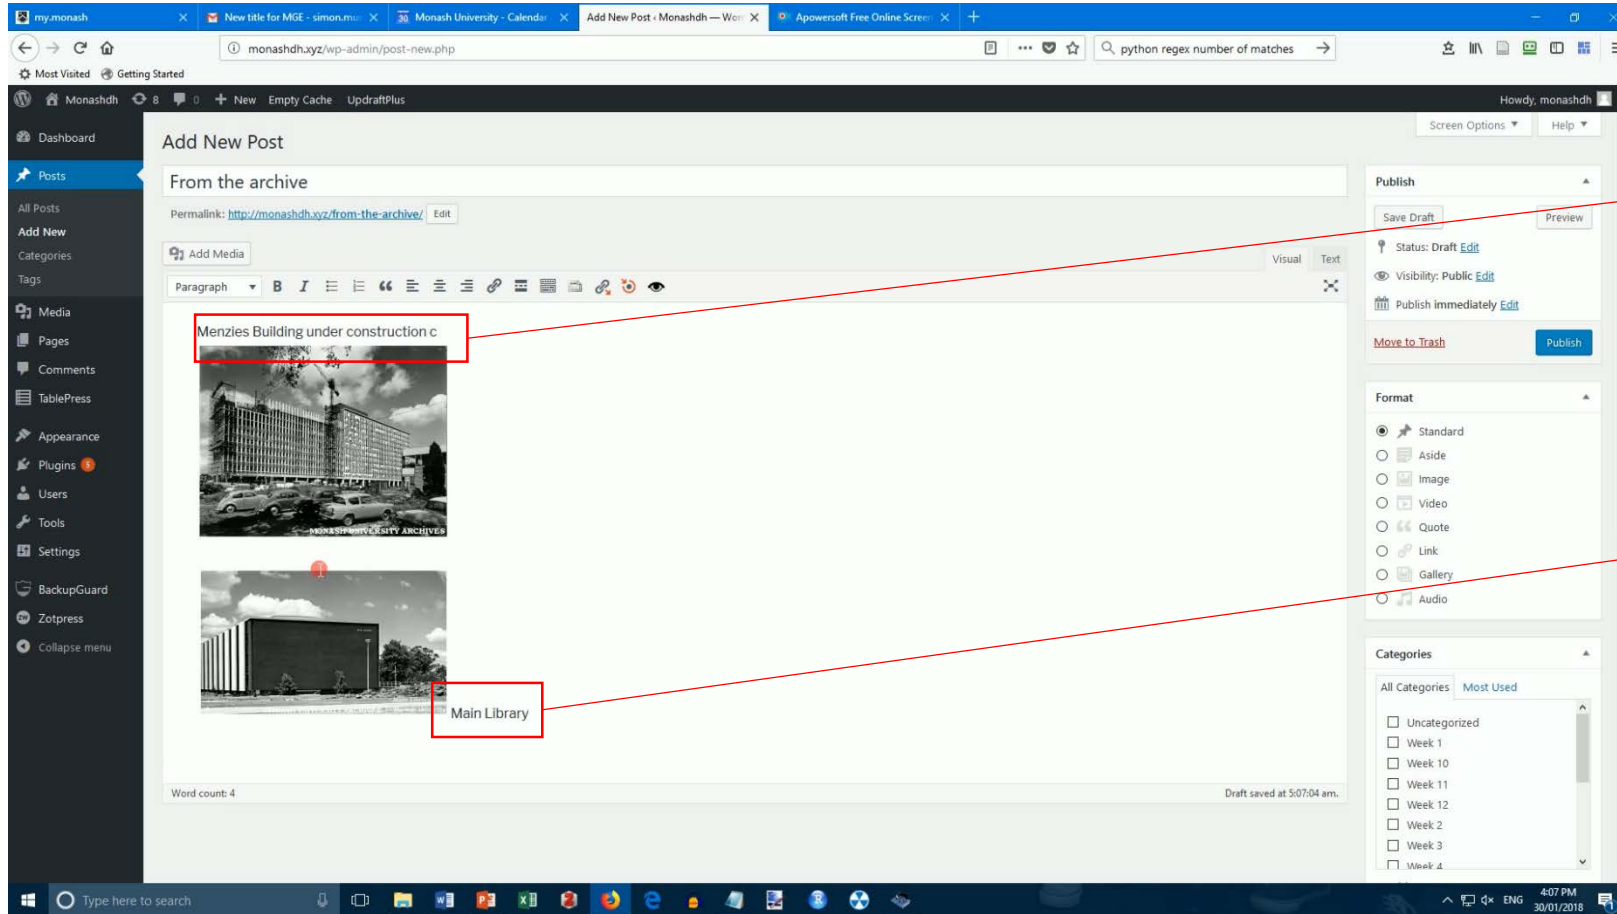 my.monash
New title for MGE - simon.mu
Monash University - Calendar
Add New Post ‹ Monashdh — Wor
Apowersoft Free Online Screen
monashdh.xyz/wp-admin/post-new.php
python regex number of matches
Most Visited Getting Started
Monashdh 8 0 + New Empty Cache UpdraftPlus
Howdy, monashdh
Screen Options
Help
Dashboard
Posts
All Posts
Add New
Categories
Tags
Media
Pages
Comments
TablePress
Appearance
Plugins 5
Users
Tools
Settings
BackupGuard
Zotpress
Collapse menu
Add New Post
From the archive
Permalink: http://monashdh.xyz/from-the-archive/ Edit
Add Media
Visual Text
Paragraph B I
Menzies Building under construction c
MONASH UNIVERSITY ARCHIVES
Main Library
Word count: 4
Draft saved at 5:07:04 am.
Publish
Save Draft Preview
Status: Draft Edit
Visibility: Public Edit
Publish immediately Edit
Move to Trash Publish
Format
Standard
Aside
Image
Video
Quote
Link
Gallery
Audio
Categories
All Categories Most Used
Uncategorized
Week 1
Week 10
Week 11
Week 12
Week 2
Week 3
Week 4
Type here to search
ENG
4:07 PM
30/01/2018